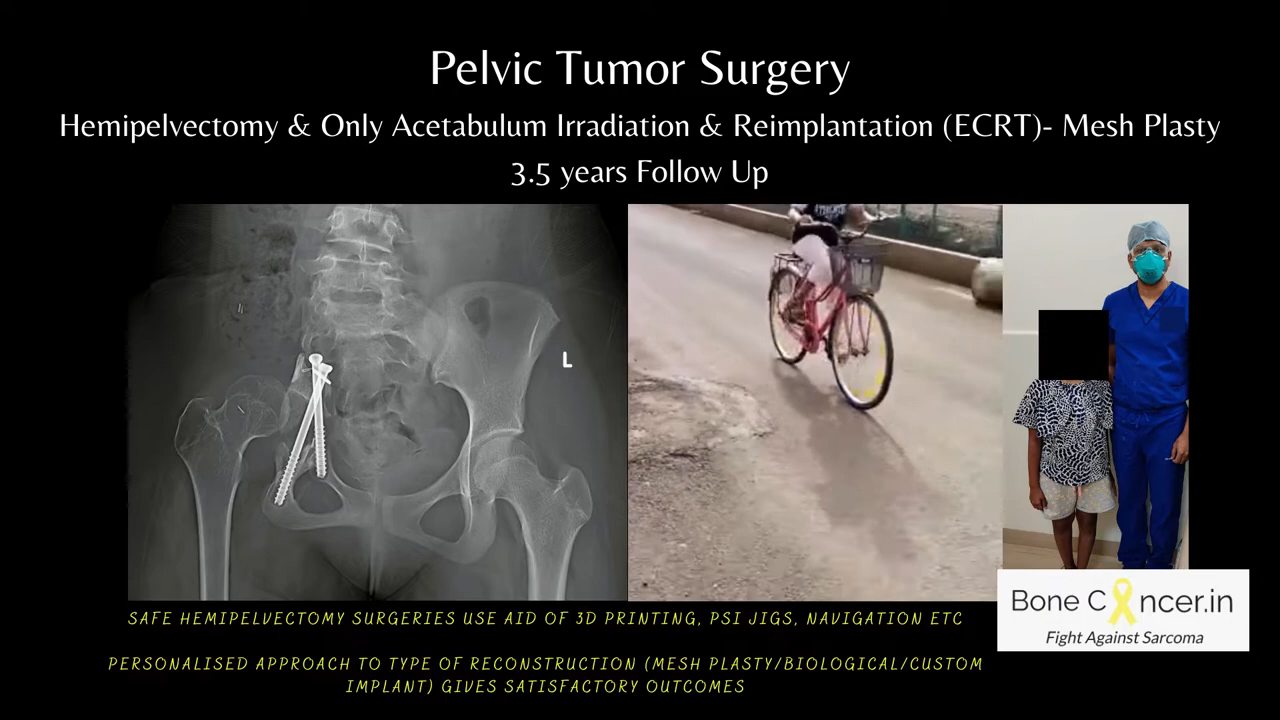 Pelvic Tumor Surgery
Hemipelvectomy & Only Acetabulum Irradiation & Reimplantation (ECRT)- Mesh Plasty
3.5 years Follow Up
L
SAFE HEMIPELVECTOMY SURGERIES USE AID OF 3D PRINTING, PSI JIGS, NAVIGATION ETC
PERSONALISED APPROACH TO TYPE OF RECONSTRUCTION (MESH PLASTY/BIOLOGICAL/CUSTOM
IMPLANT) GIVES SATISFACTORY OUTCOMES
Bone Cancer.in
Fight Against Sarcoma